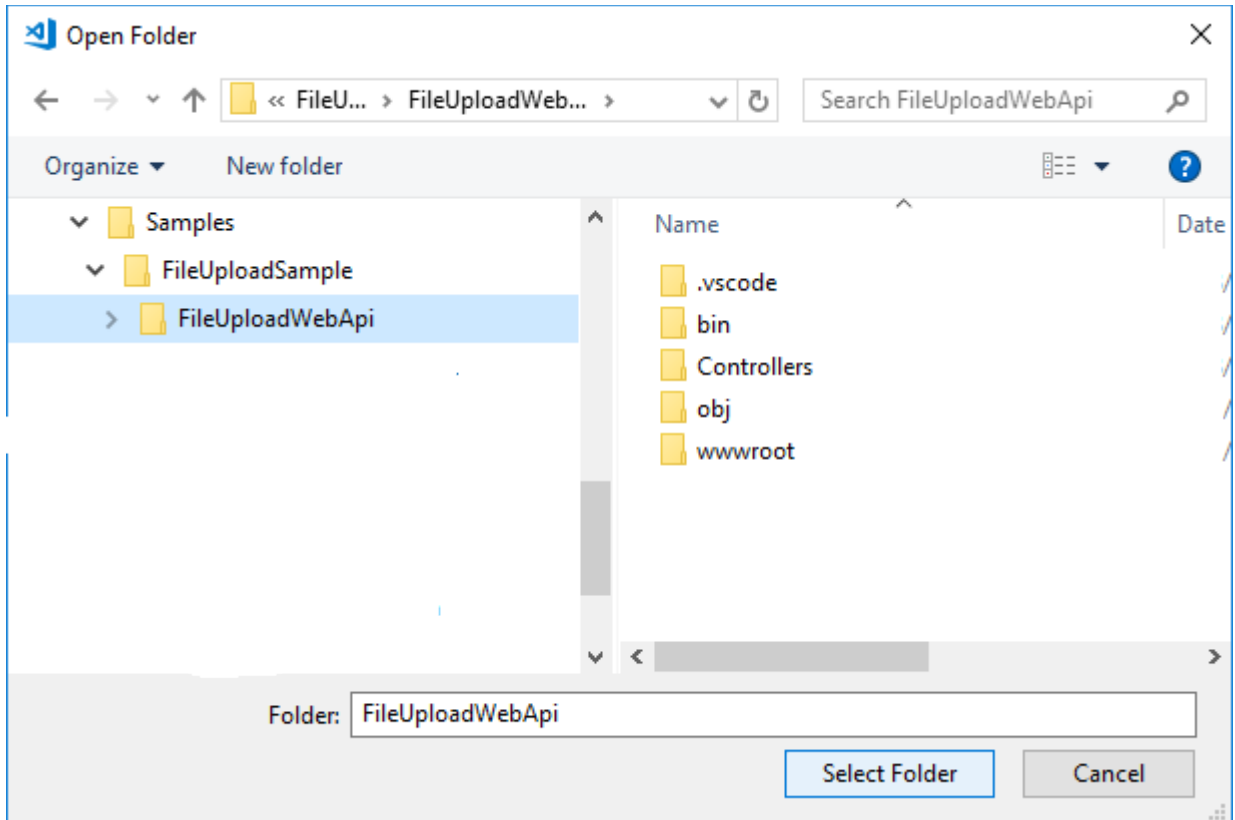 Open Folder
« FileU... > FileUploadWeb... >
Search FileUploadWebApi
Organize
New folder
?
Samples
FileUploadSample
FileUploadWebApi
Name
Date
.vscode
bin
Controllers
obj
wwwroot
Folder: FileUploadWebApi
Select Folder
Cancel